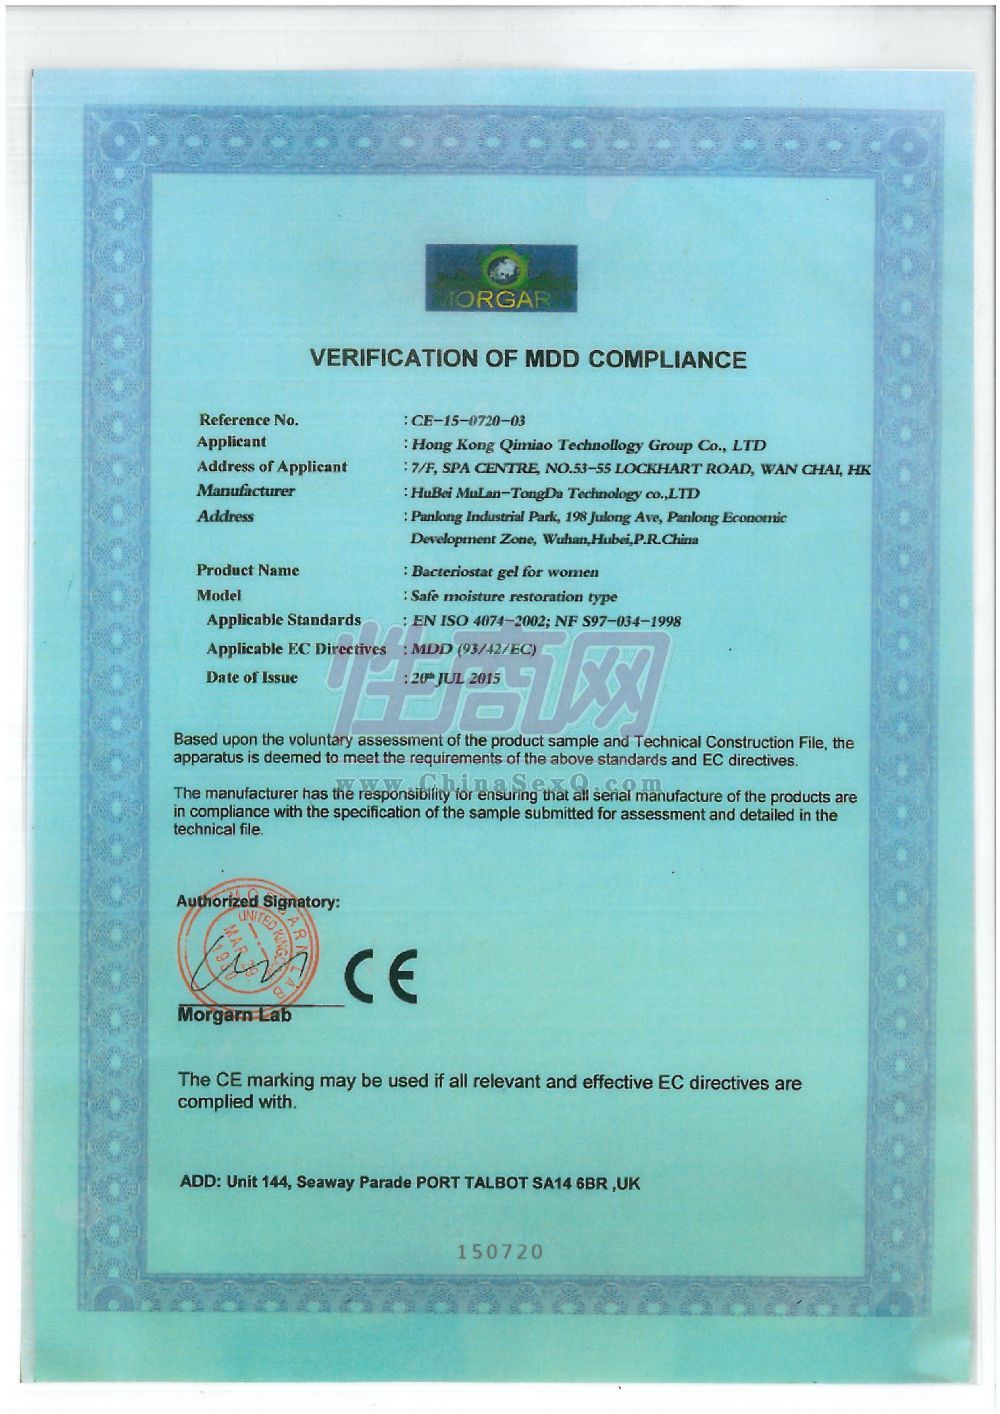 MORGAR
VERIFICATION OF MDD COMPLIANCE
Reference No. : CE-15-0720-03
Applicant : Hong Kong Qimiao Technollogy Group Co., LTD
Address of Applicant : 7/F, SPA CENTRE, NO.53-55 LOCKHART ROAD, WAN CHAI, HK
Manufacturer : HuBei MuLan-TongDa Technology co.,LTD
Address : Panlong Industrial Park, 198 Julong Ave, Panlong Economic
Development Zone, Wuhan,Hubei,P.R.China
Product Name : Bacteriostat gel for women
Model : Safe moisture restoration type
Applicable Standards : EN ISO 4074-2002; NF S97-034-1998
Applicable EC Directives : MDD (93/42/EC)
Date of Issue : 20th JUL 2015
性商网
Based upon the voluntary assessment of the product sample and Technical Construction File, the
apparatus is deemed to meet the requirements of the above standards and EC directives.
www.ChinaSexQ.com
The manufacturer has the responsibility for ensuring that all serial manufacture of the products are
in compliance with the specification of the sample submitted for assessment and detailed in the
technical file.
Authorized Signatory:
UNITED KINGDOM
MAR
CE
Morgarn Lab
The CE marking may be used if all relevant and effective EC directives are
complied with.
ADD: Unit 144, Seaway Parade PORT TALBOT SA14 6BR ,UK
150720